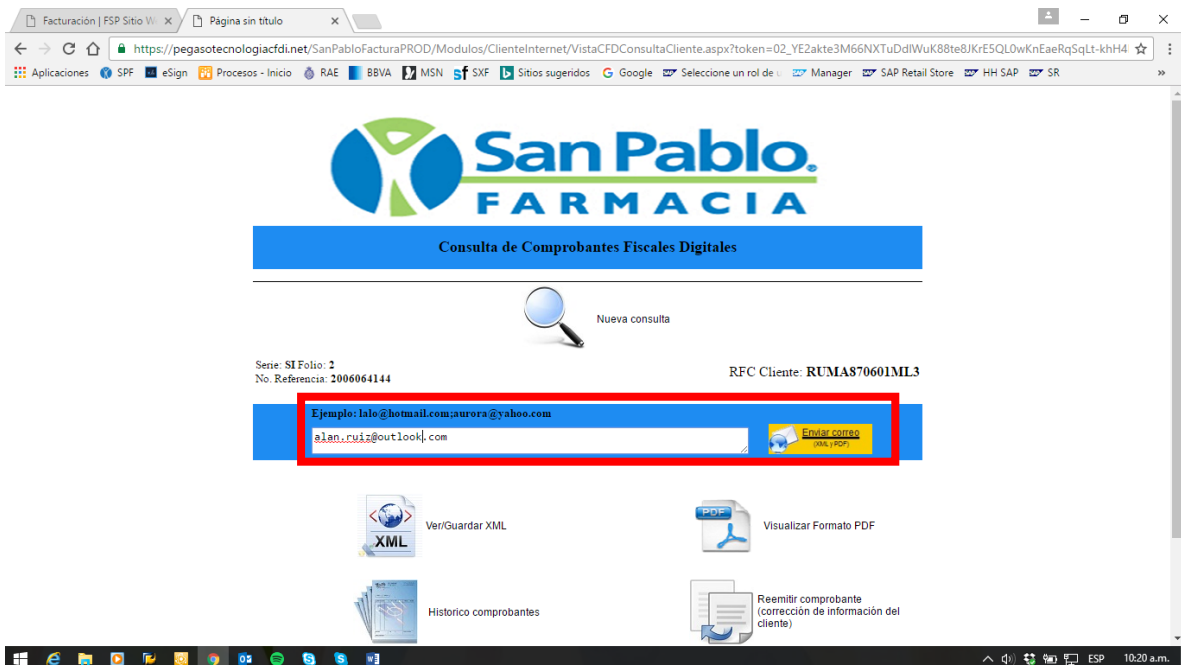 Facturación | FSP Sitio W
Página sin título
https://pegasotecnologiacfdi.net/SanPabloFacturaPROD/Modulos/ClienteInternet/VistaCFDConsultaCliente.aspx?token=02_YE2akte3M66NXTuDdlWuK88te8JKrE5QL0wKnEaeRqSqLt-khH4
Aplicaciones SPF eSign Procesos - Inicio RAE BBVA MSN SXF Sitios sugeridos Google Seleccione un rol de u Manager SAP Retail Store HH SAP SR »
San Pablo®
FARMACIA
Consulta de Comprobantes Fiscales Digitales
Nueva consulta
Serie: SI Folio: 2
No. Referencia: 2006064144
RFC Cliente: RUMA870601ML3
Ejemplo: lalo@hotmail.com;aurora@yahoo.com
alan.ruiz@outlook.com
Enviar correo
(XML y PDF)
XML
Ver/Guardar XML
PDF
Visualizar Formato PDF
Historico comprobantes
Reemitir comprobante
(corrección de información del
cliente)
ESP 10:20 a.m.